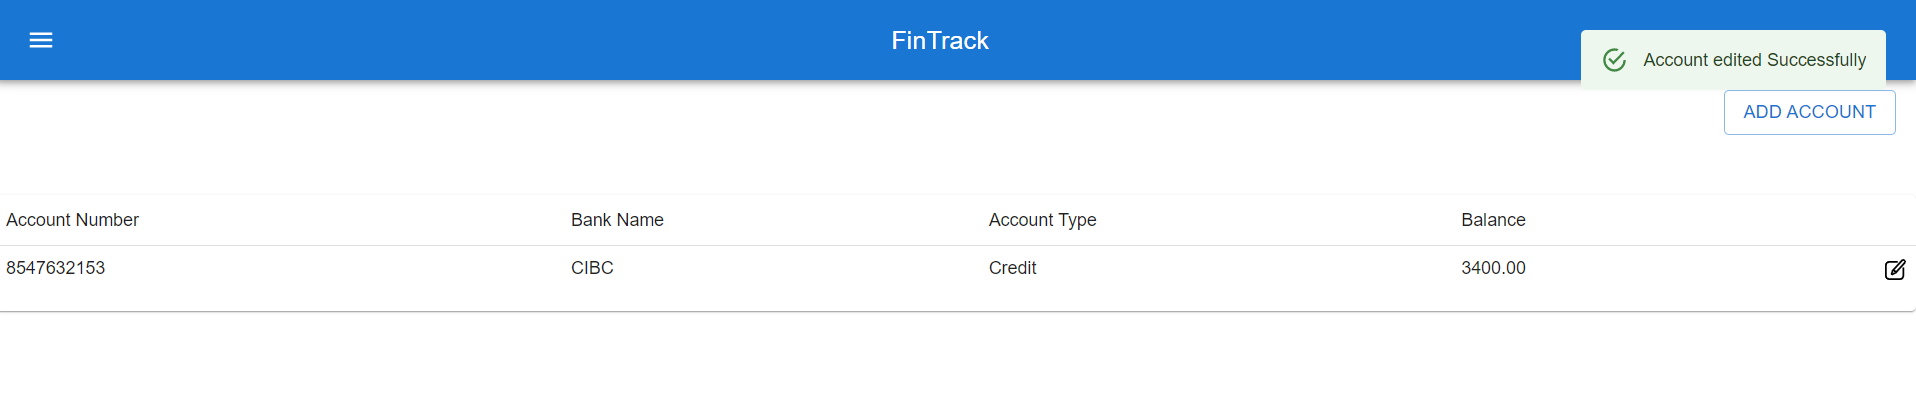 FinTrack
Account edited Successfully
ADD ACCOUNT
Account Number Bank Name Account Type Balance
8547632153 CIBC Credit 3400.00